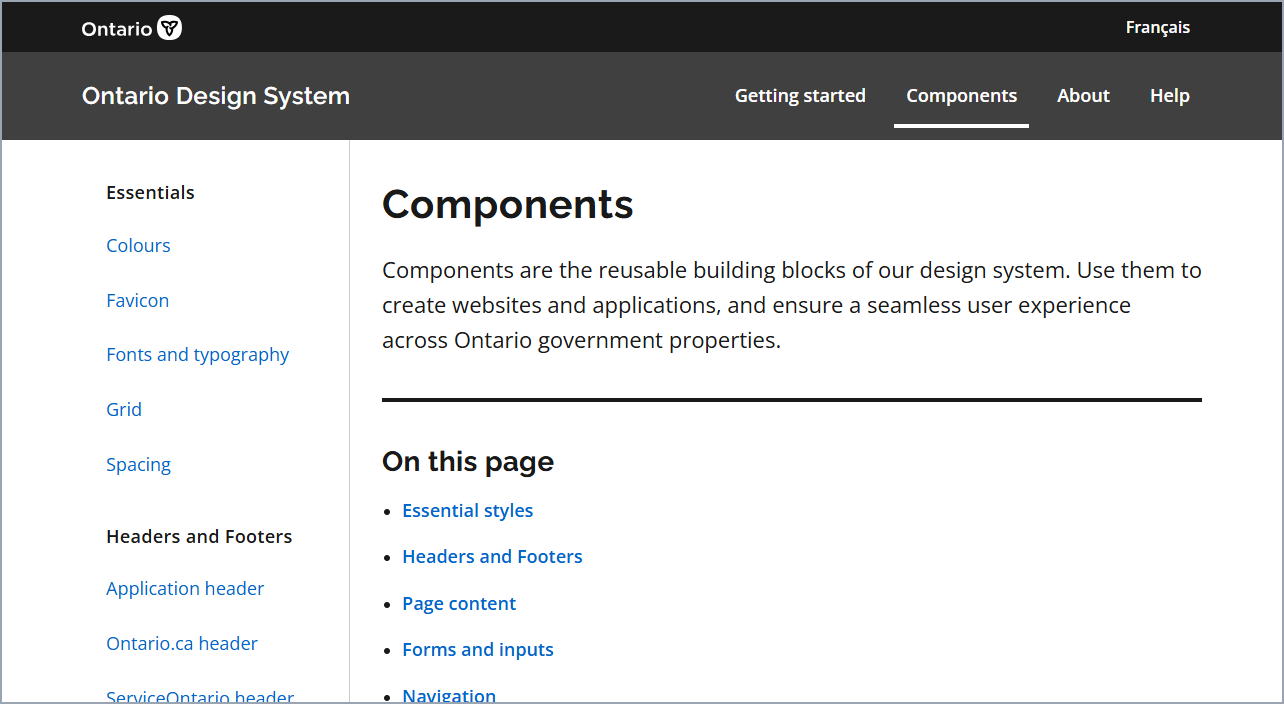 Ontario
Français
Ontario Design System
Getting started
Components
About
Help
Essentials
Colours
Favicon
Fonts and typography
Grid
Spacing
Headers and Footers
Application header
Ontario.ca header
ServiceOntario header
Components
Components are the reusable building blocks of our design system. Use them to
create websites and applications, and ensure a seamless user experience
across Ontario government properties.
On this page
• Essential styles
• Headers and Footers
• Page content
• Forms and inputs
• Navigation